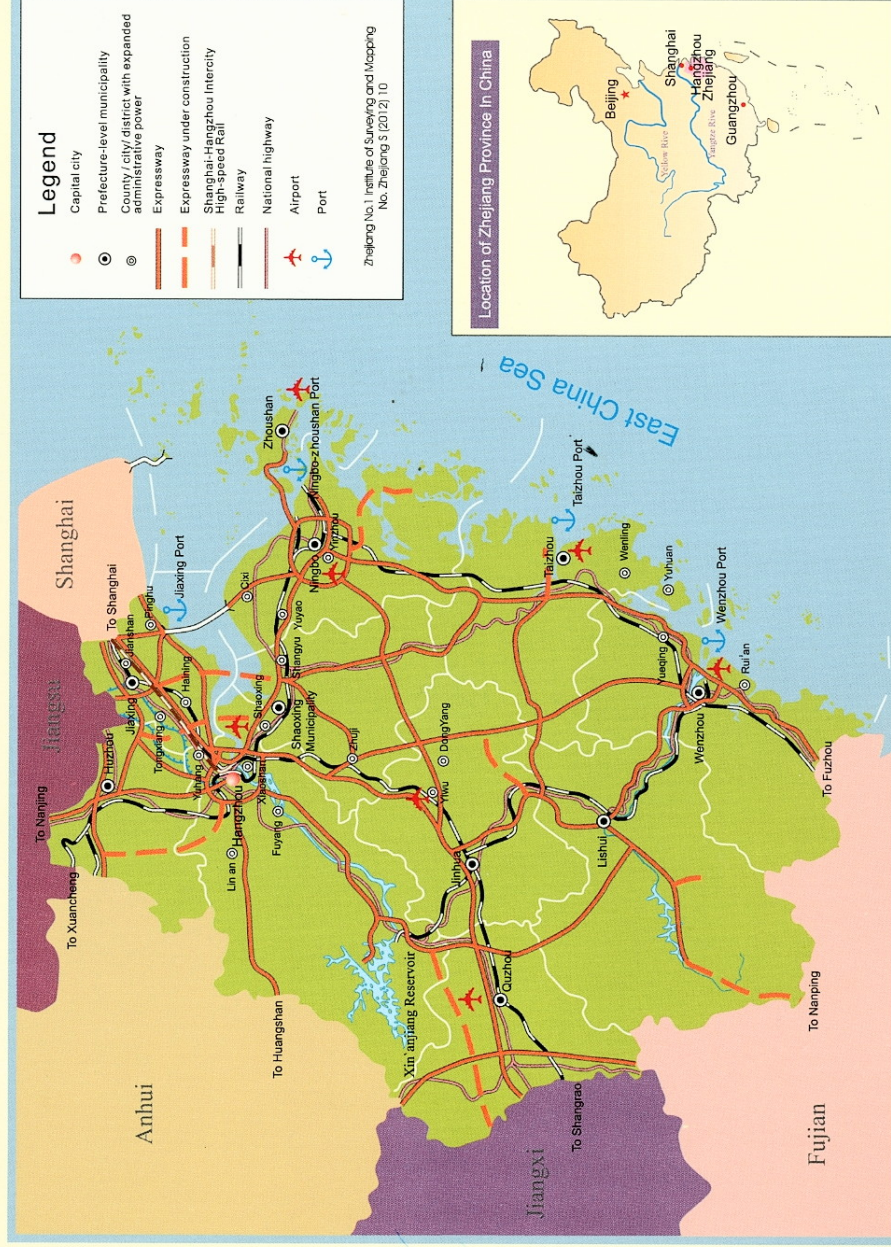 Legend
Capital city
Prefecture-level municipality
County / city/ district with expanded
administrative power
Expressway
Expressway under construction
Shanghai-Hangzhou Intercity
High-speed Rail
Railway
National highway
Airport
Port
Zhejiang No.1 Institute of Surveying and Mapping
No. Zhejiang S (2012) 10
Location of Zhejiang Province In China
Beijing
Shanghai
Hangzhou
Zhejiang
Guangzhou
Yellow Rive
Yangtze Rive
East China Sea
Shanghai
Jiangsu
Anhui
Jiangxi
Fujian
To Shanghai
To Nanjing
To Xuancheng
To Huangshan
To Shangrao
To Nanping
To Fuzhou
Jiashan
Pinghu
Jiaxing Port
Jiaxing
Haining
Tongxiang
Huzhou
Yuhang
Hangzhou
Xiaoshan
Lin an
Fuyang
Shaoxing
Shaoxing
Municipality
Shangyu
Yuyao
Cixi
Ningbo
Yinzhou
Ningbo-z houshan Port
Zhoushan
Zhuji
DongYang
Yiwu
Jinhua
Xin`anjiang Reservoir
Quzhou
Lishui
Taizhou
Taizhou Port
Wenling
Yuhuan
Yueqing
Wenzhou Port
Wenzhou
Rui'an